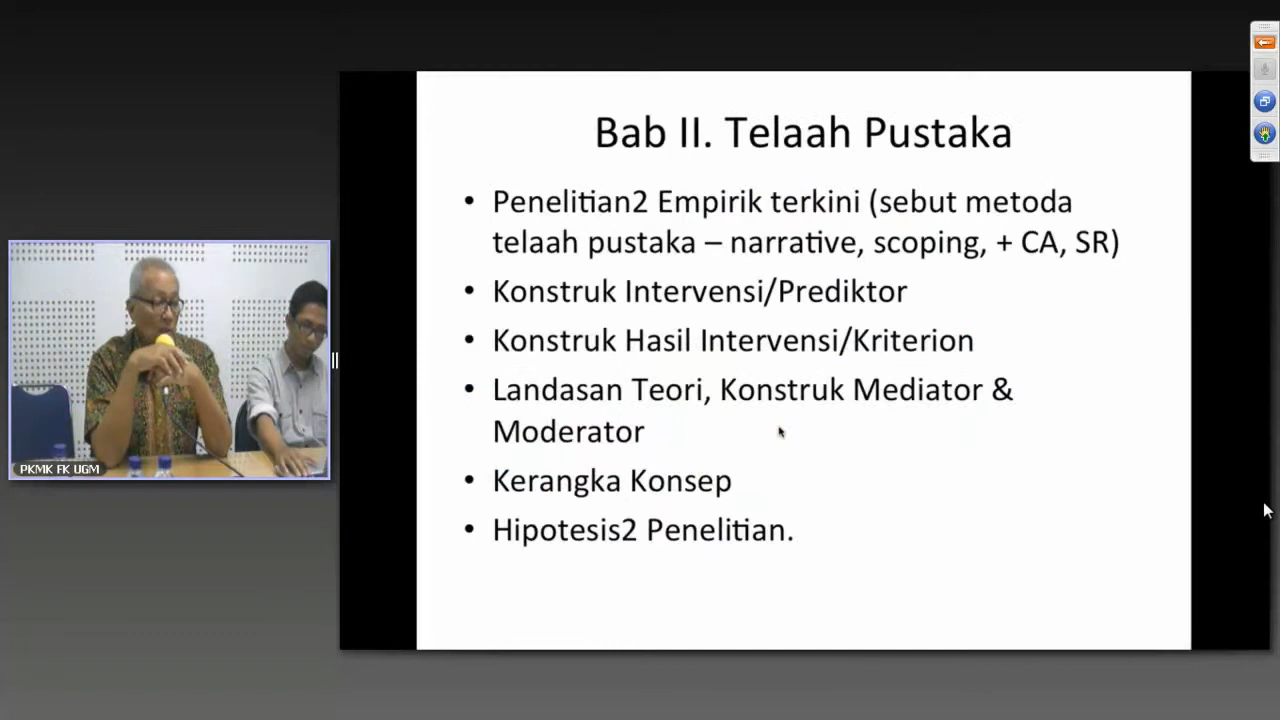 Bab II. Telaah Pustaka
• Penelitian2 Empirik terkini (sebut metoda
telaah pustaka – narrative, scoping, + CA, SR)
• Konstruk Intervensi/Prediktor
• Konstruk Hasil Intervensi/Kriterion
• Landasan Teori, Konstruk Mediator &
Moderator
• Kerangka Konsep
• Hipotesis2 Penelitian.
PKMK FK UGM